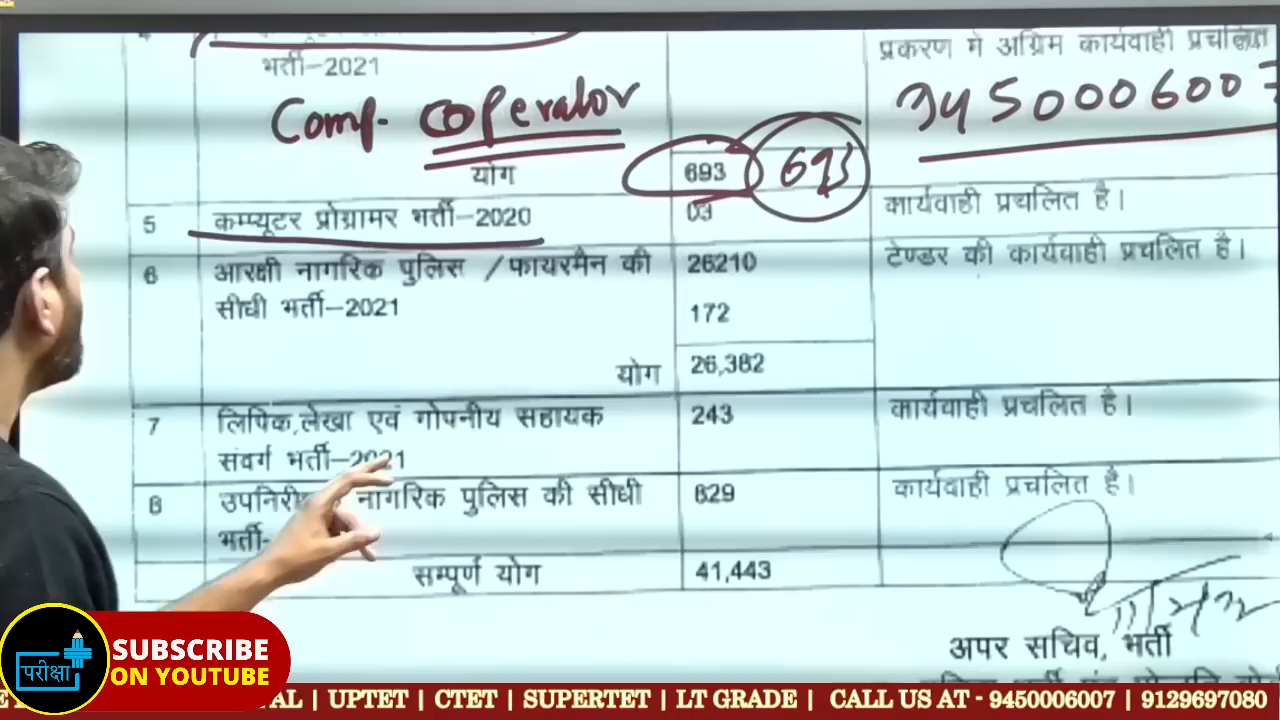 4
भर्ती–2021
प्रकरण में अग्रिम कार्यवाही प्रचलित
Comp. Operator
3450006007
योग 693 693
5 कम्प्यूटर प्रोग्रामर भर्ती–2020 03 कार्यवाही प्रचलित है।
6 आरक्षी नागरिक पुलिस /फायरमैन की 26210 टेण्डर की कार्यवाही प्रचलित है।
सीधी भर्ती–2021 172
योग 26,382
7 लिपिक,लेखा एवं गोपनीय सहायक 243 कार्यवाही प्रचलित है।
संवर्ग भर्ती–2021
8 नागरिक पुलिस की सीधी 829 कार्यवाही प्रचलित है।
भर्ती-
सम्पूर्ण योग 41,443
अपर सचिव, भर्ती
परीक्षा
SUBSCRIBE
ON YOUTUBE
| UPTET | CTET | SUPERTET | LT GRADE | CALL US AT - 9450006007 | 9129697080